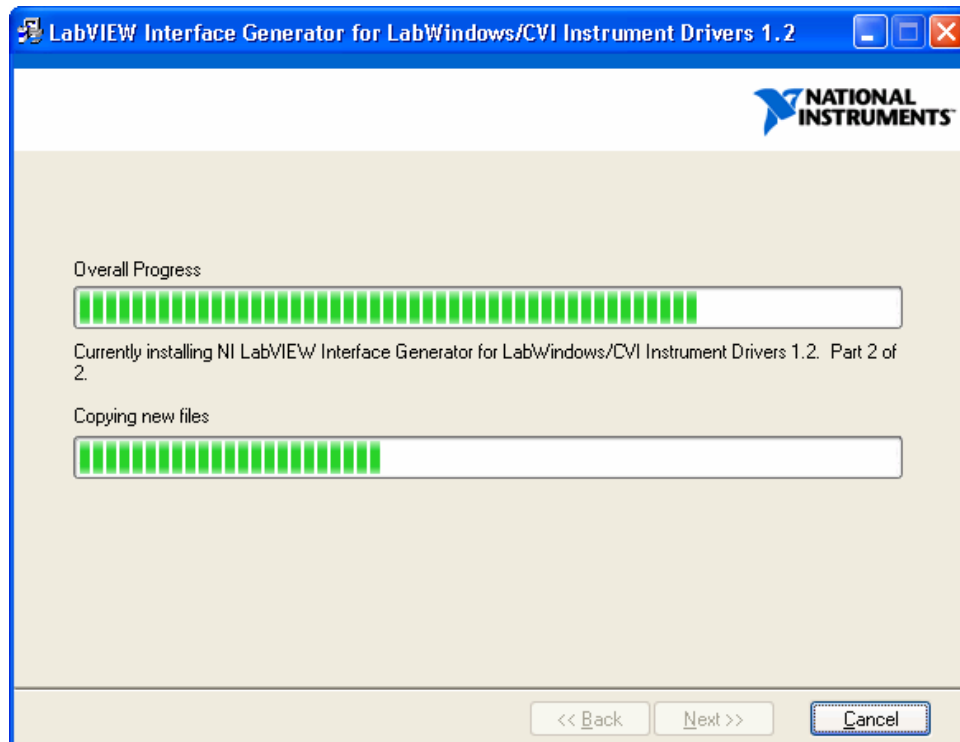 LabVIEW Interface Generator for LabWindows/CVI Instrument Drivers 1.2
NATIONAL
INSTRUMENTS™
Overall Progress
Currently installing NI LabVIEW Interface Generator for LabWindows/CVI Instrument Drivers 1.2.  Part 2 of
2.
Copying new files
<< Back
Next >>
Cancel